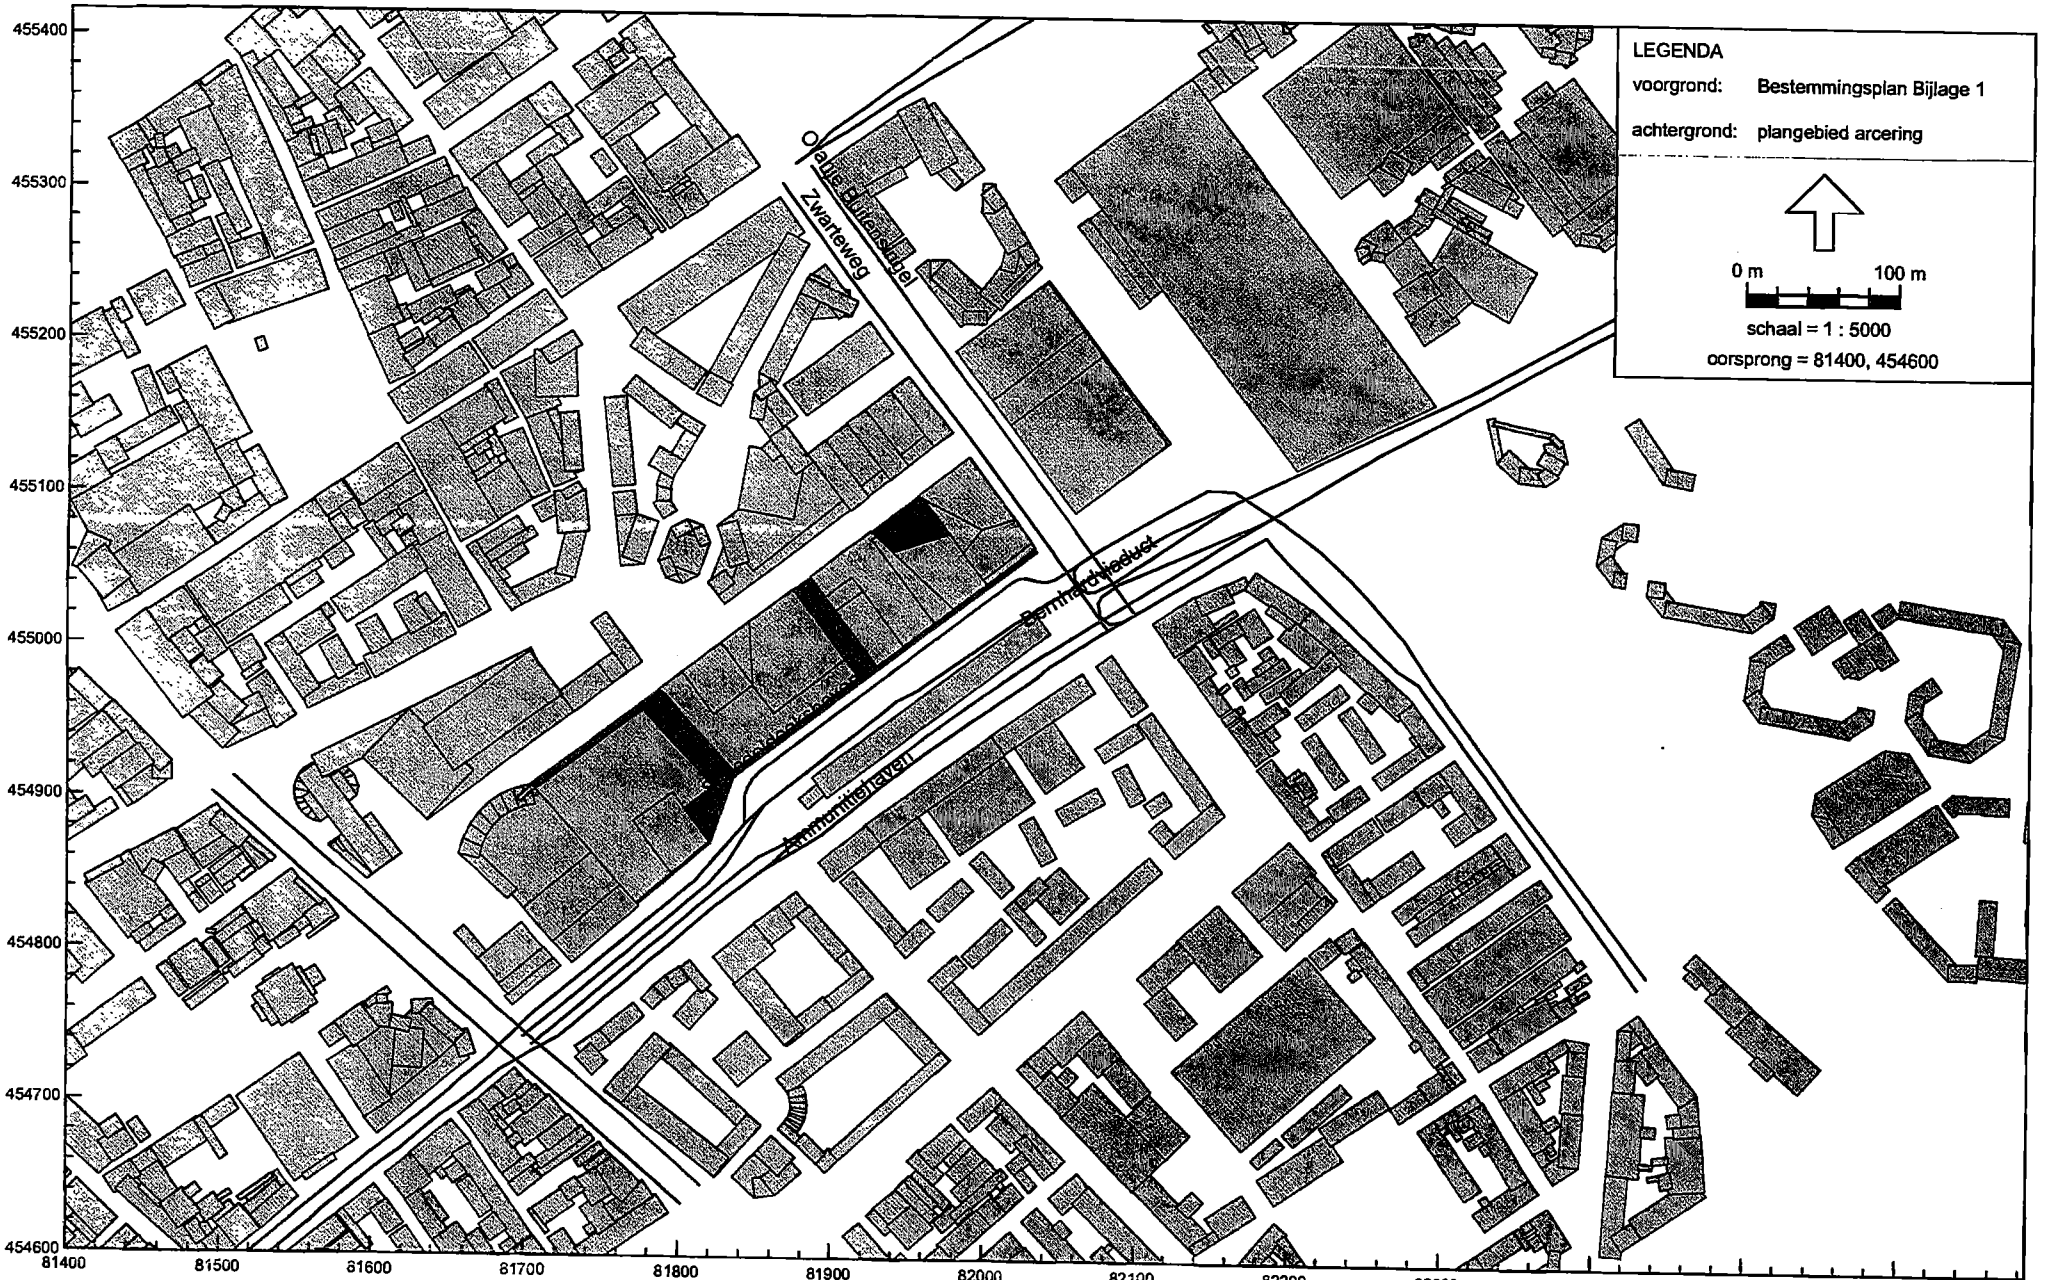 LEGENDA
voorgrond: Bestemmingsplan Bijlage 1
achtergrond: plangebied arcering
0 m 100 m
schaal = 1 : 5000
oorsprong = 81400, 454600
455400
455300
455200
455100
455000
454900
454800
454700
454600
Zwarteweg
Bernhardviaduct
Ammunitiehaven
81400
81500
81600
81700
81800
81900
82000
82100